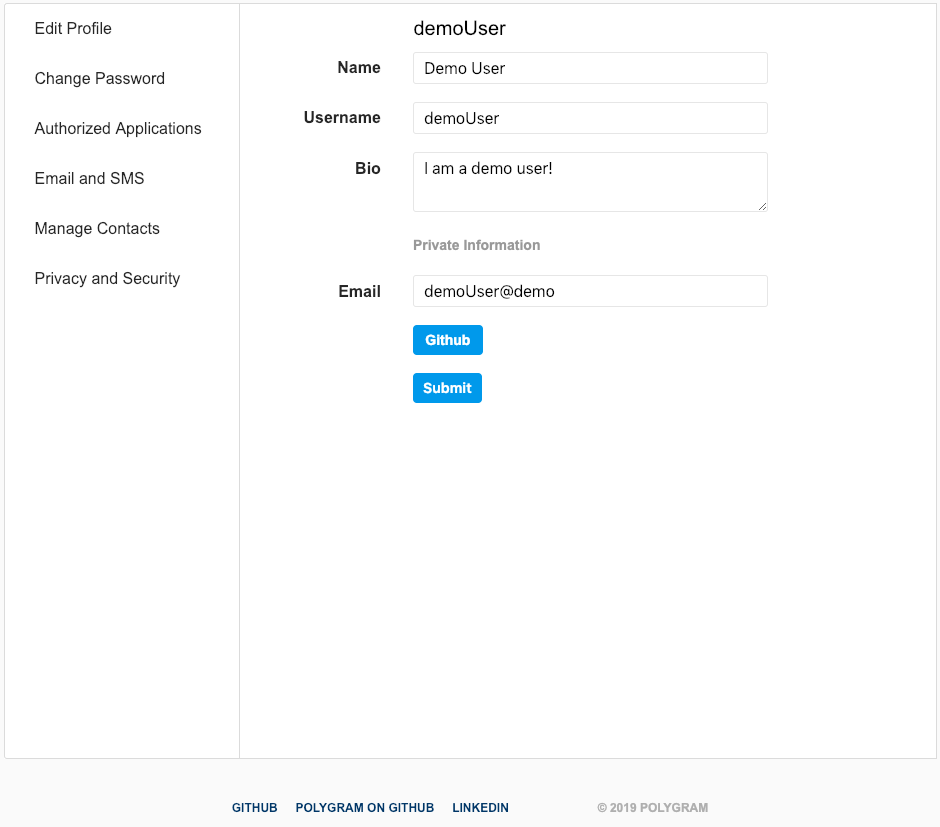 Edit Profile
Change Password
Authorized Applications
Email and SMS
Manage Contacts
Privacy and Security
demoUser
Name Demo User
Username demoUser
Bio I am a demo user!
Private Information
Email demoUser@demo
Github
Submit
GITHUB POLYGRAM ON GITHUB LINKEDIN © 2019 POLYGRAM